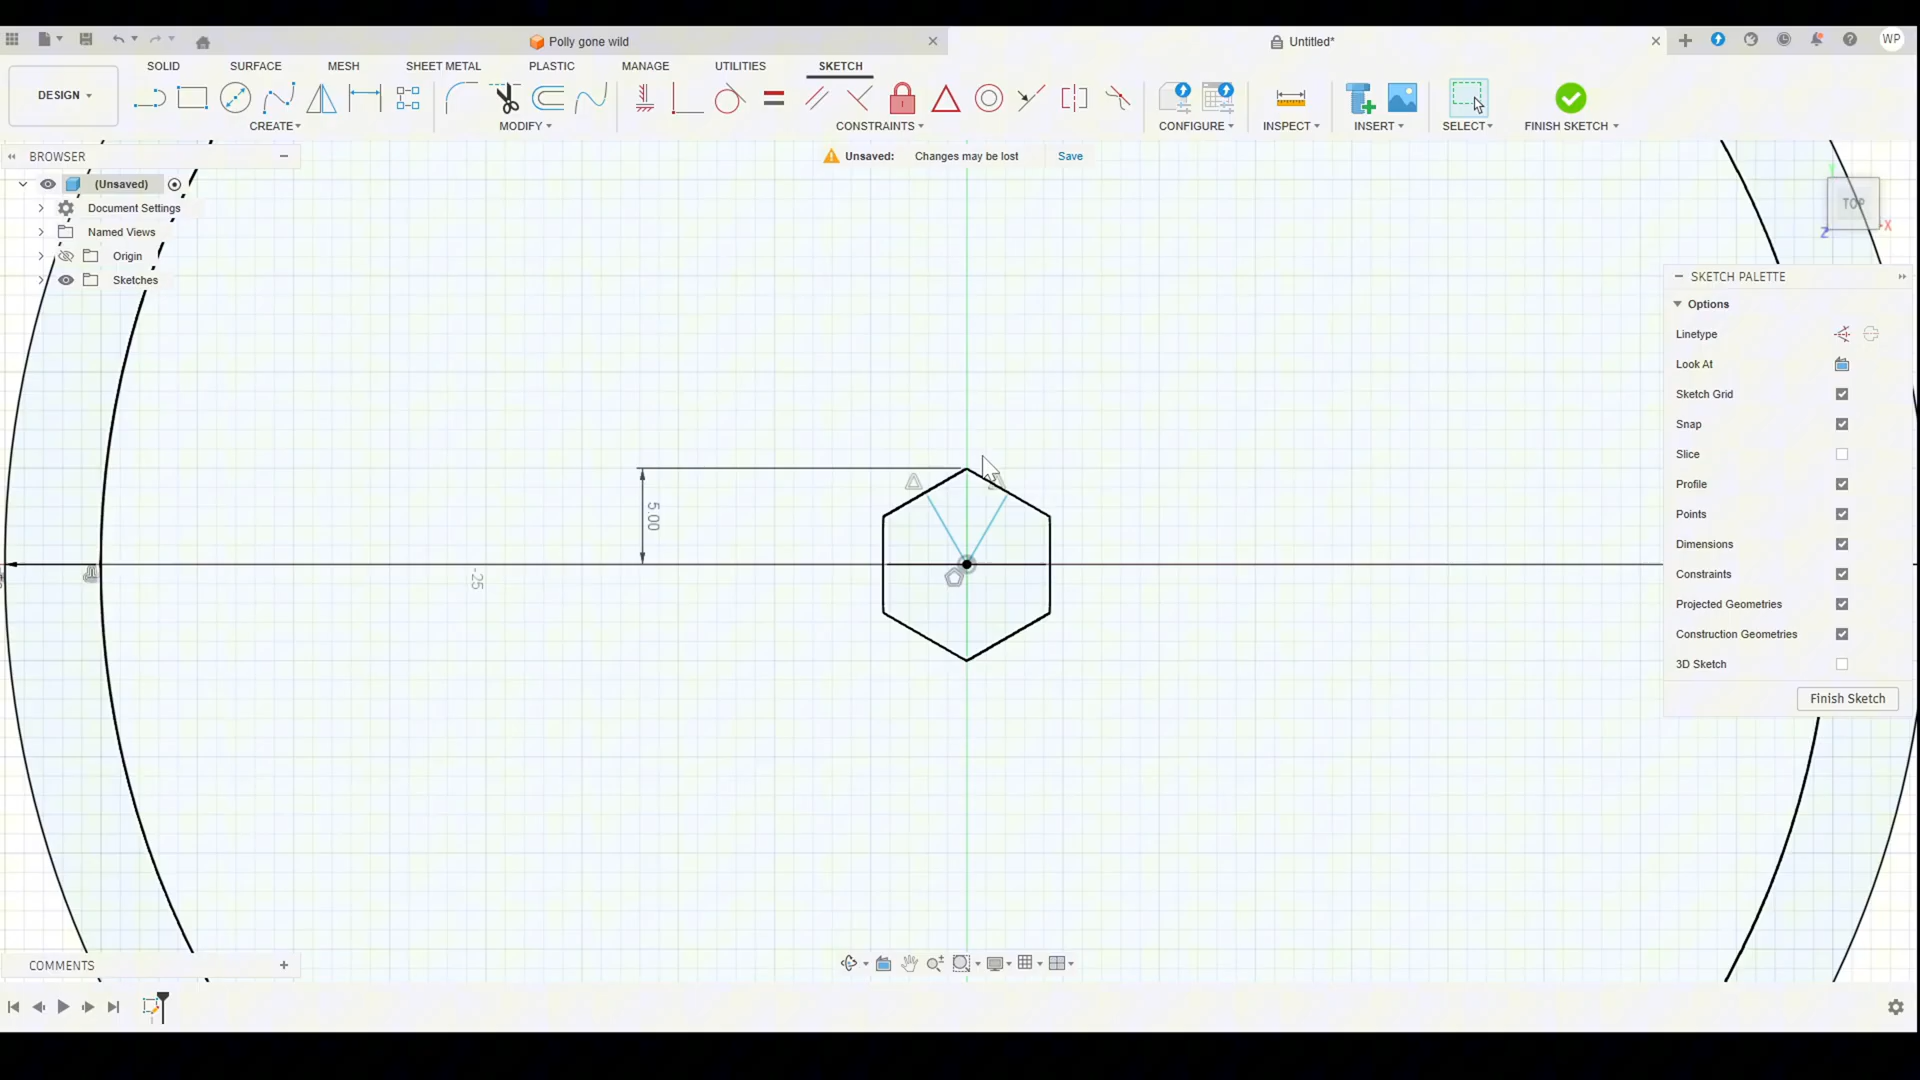 Polly gone wild
Untitled*
WP
DESIGN
SOLID
SURFACE
MESH
SHEET METAL
PLASTIC
MANAGE
UTILITIES
SKETCH
CREATE
MODIFY
CONSTRAINTS
CONFIGURE
INSPECT
INSERT
SELECT
FINISH SKETCH
BROWSER
Unsaved: Changes may be lost Save
(Unsaved)
Document Settings
Named Views
Origin
Sketches
TOP
X
Z
SKETCH PALETTE
Options
Linetype
Look At
Sketch Grid
Snap
Slice
Profile
Points
Dimensions
Constraints
Projected Geometries
Construction Geometries
3D Sketch
Finish Sketch
5.00
-25
COMMENTS